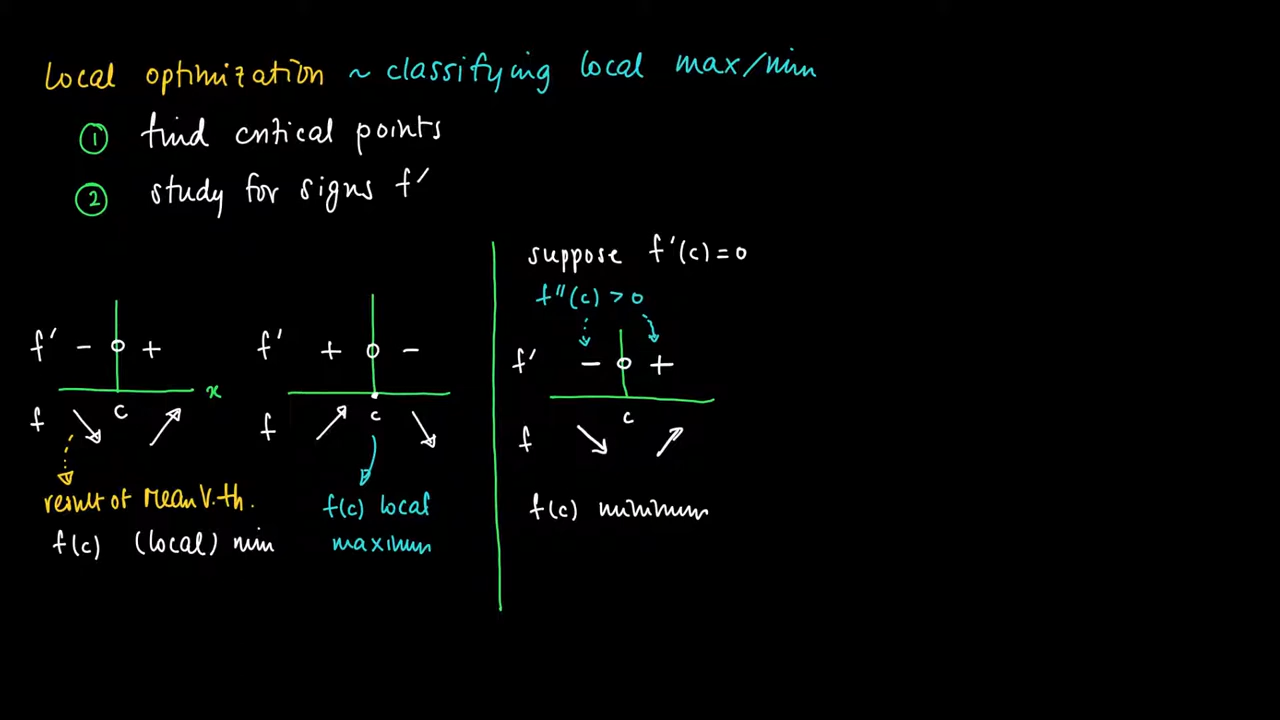 local optimization ~ classifying local max/min
① find critical points
② study for signs f'
f' - o + x
f c
result of Mean V.th.
f(c) (local) min
f' + o -
f c
f(c) local
maximum
suppose f'(c) = 0
f''(c) > 0
f' - o +
c
f
f(c) minimum